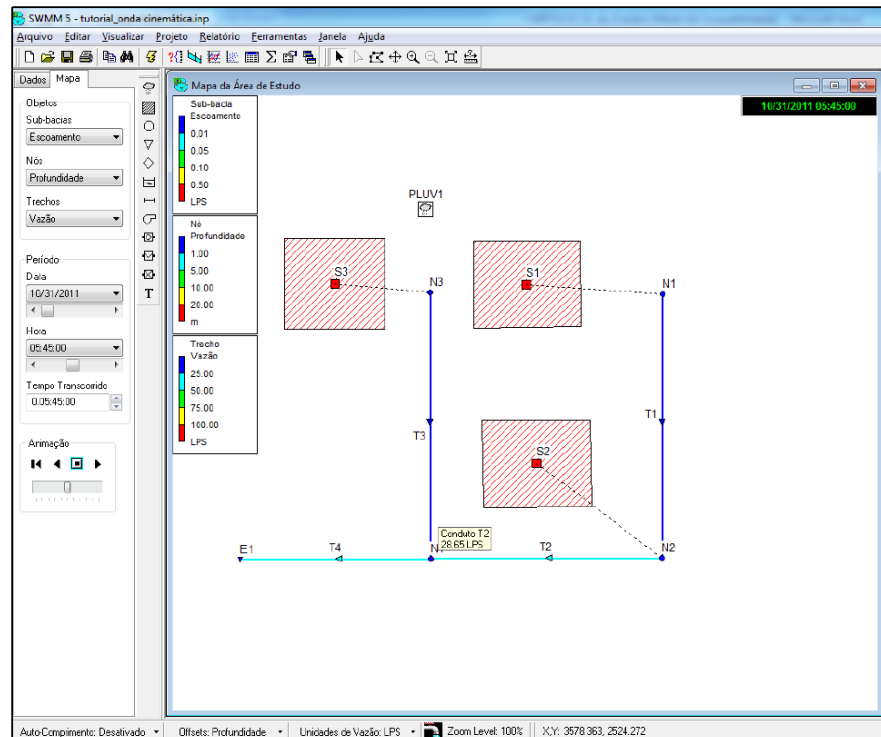 SWMM 5 - tutorial_onda cinemática.inp
Arquivo Editar Visualizar Projeto Relatório Ferramentas Janela Ajuda
Dados Mapa
Objetos
Sub-bacias
Escoamento
Nós
Profundidade
Trechos
Vazão
Período
Data
10/31/2011
Hora
05:45:00
Tempo Transcorrido
0.05:45:00
Animação
T
Mapa da Área de Estudo
10/31/2011 05:45:00
Sub-bacia
Escoamento
0.01
0.05
0.10
0.50
LPS
Nó
Profundidade
1.00
5.00
10.00
20.00
m
Trecho
Vazão
25.00
50.00
75.00
100.00
LPS
PLUV1
S3
N3
S1
N1
T3
T1
S2
Conduto T2
28.65 LPS
E1
T4
T2
N2
Auto-Comprimento: Desativado
Offsets: Profundidade
Unidades de Vazão: LPS
Zoom Level: 100%
X,Y: 3578.363, 2524.272